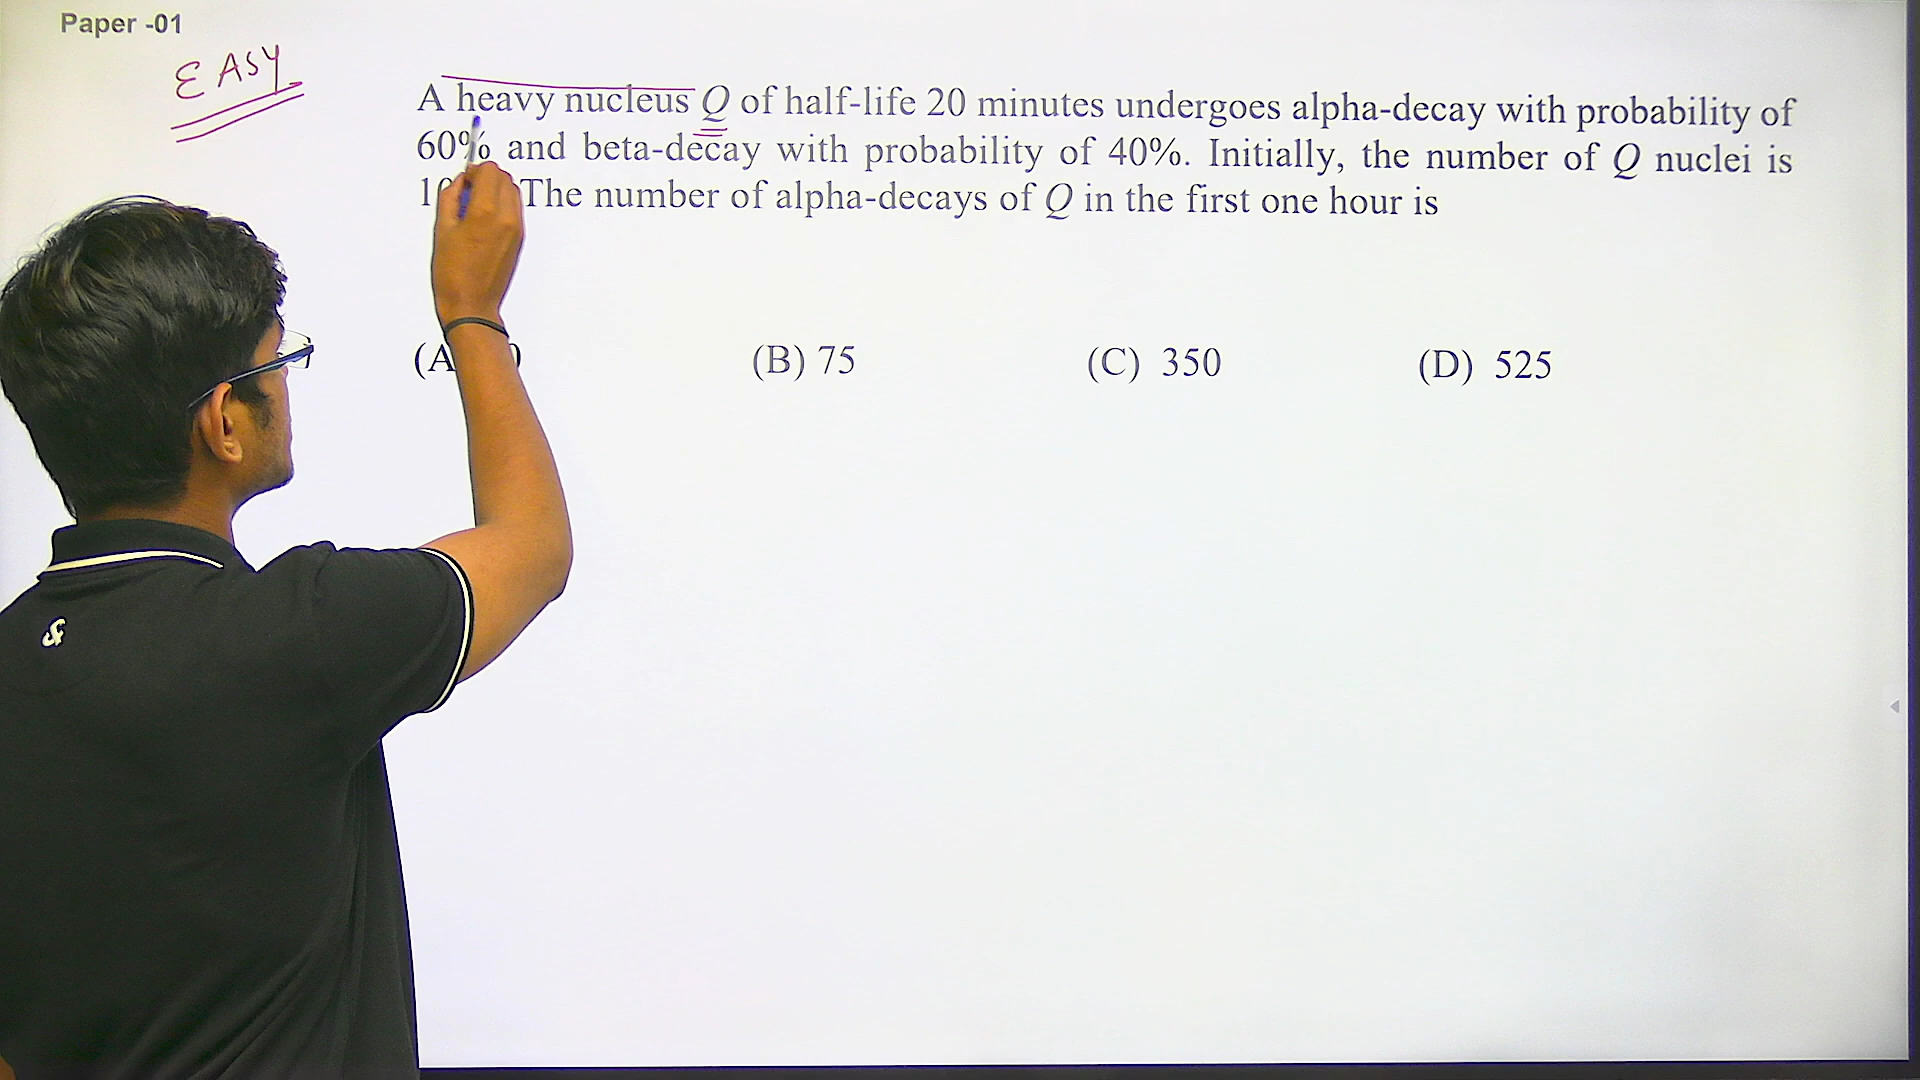 Paper -01
EASY
A heavy nucleus Q of half-life 20 minutes undergoes alpha-decay with probability of
60% and beta-decay with probability of 40%. Initially, the number of Q nuclei is
The number of alpha-decays of Q in the first one hour is
(A
(B) 75
(C) 350
(D) 525